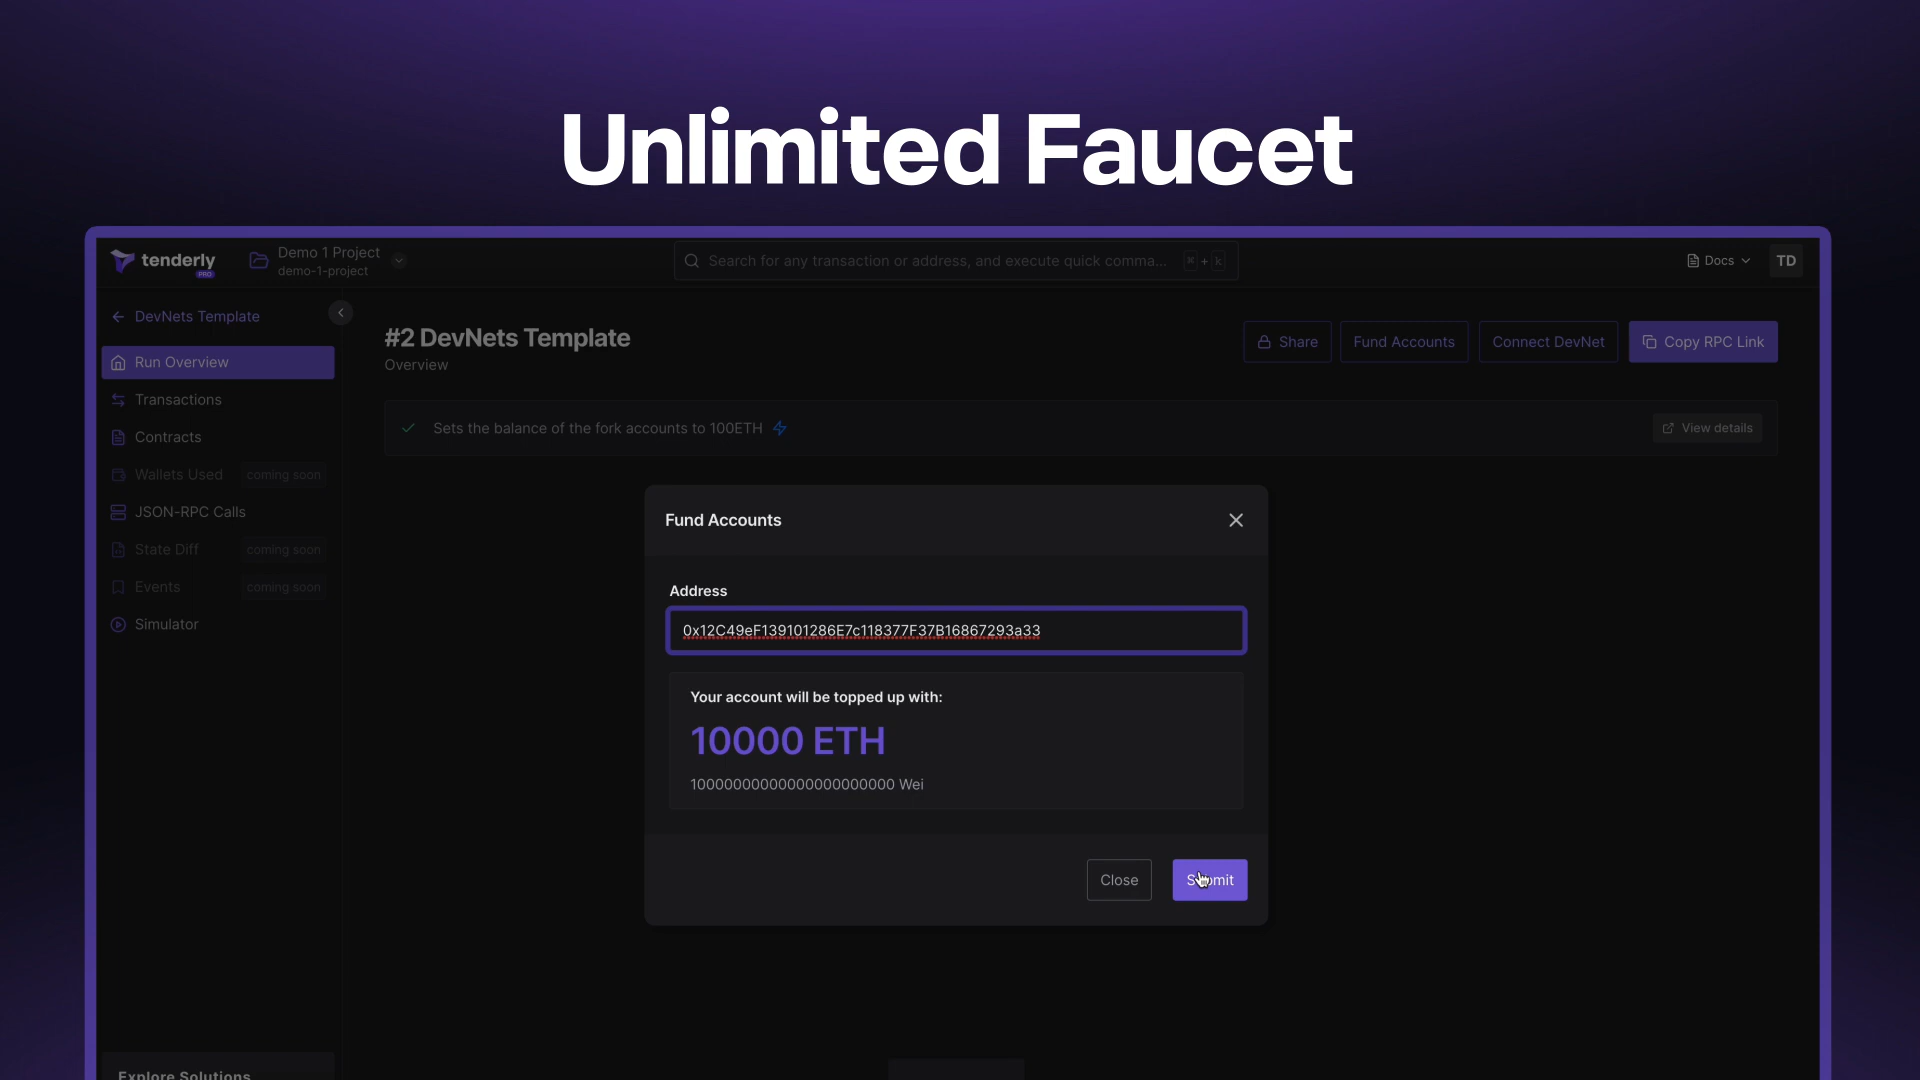 Unlimited Faucet
tenderly
PRO
Demo 1 Project
demo-1-project
Search for any transaction or address, and execute quick comma... ⌘ + k
Docs
TD
DevNets Template
Run Overview
Transactions
Contracts
Wallets Used coming soon
JSON-RPC Calls
State Diff coming soon
Events coming soon
Simulator
Explore Solutions
#2 DevNets Template
Overview
Share
Fund Accounts
Connect DevNet
Copy RPC Link
Sets the balance of the fork accounts to 100ETH
View details
Fund Accounts
Address
0x12C49eF139101286E7c118377F37B16867293a33
Your account will be topped up with:
10000 ETH
10000000000000000000000 Wei
Close
Submit